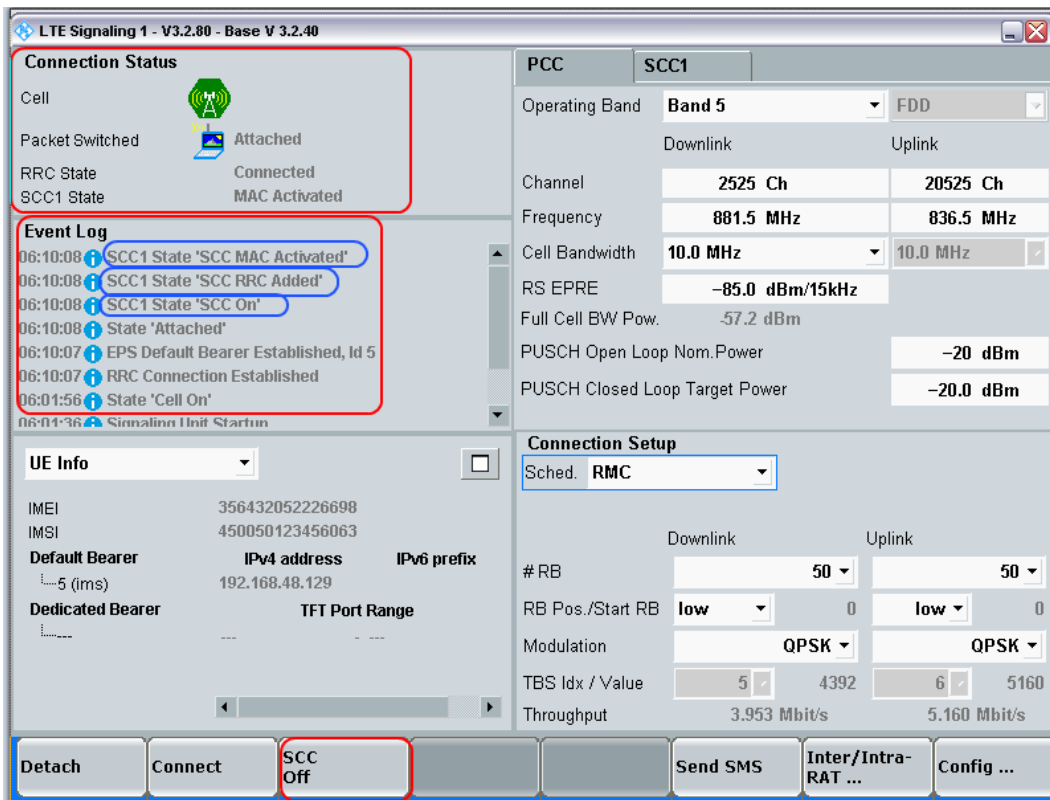 LTE Signaling 1 - V3.2.80 - Base V 3.2.40
Connection Status
Cell
Packet Switched Attached
RRC State Connected
SCC1 State MAC Activated
Event Log
06:10:08 SCC1 State 'SCC MAC Activated'
06:10:08 SCC1 State 'SCC RRC Added'
06:10:08 SCC1 State 'SCC On'
06:10:08 State 'Attached'
06:10:07 EPS Default Bearer Established, Id 5
06:10:07 RRC Connection Established
06:01:56 State 'Cell On'
06:01:36 Signaling Unit Startup
UE Info
IMEI 356432052226698
IMSI 450050123456063
Default Bearer IPv4 address IPv6 prefix
5 (ims) 192.168.48.129
Dedicated Bearer TFT Port Range
--- --- - ---
PCC SCC1
Operating Band Band 5 FDD
Downlink Uplink
Channel 2525 Ch 20525 Ch
Frequency 881.5 MHz 836.5 MHz
Cell Bandwidth 10.0 MHz 10.0 MHz
RS EPRE -85.0 dBm/15kHz
Full Cell BW Pow. -57.2 dBm
PUSCH Open Loop Nom.Power -20 dBm
PUSCH Closed Loop Target Power -20.0 dBm
Connection Setup
Sched. RMC
Downlink Uplink
# RB 50 50
RB Pos./Start RB low 0 low 0
Modulation QPSK QPSK
TBS Idx / Value 5 4392 6 5160
Throughput 3.953 Mbit/s 5.160 Mbit/s
Detach
Connect
SCC
Off
Send SMS
Inter/Intra-
RAT ...
Config ...